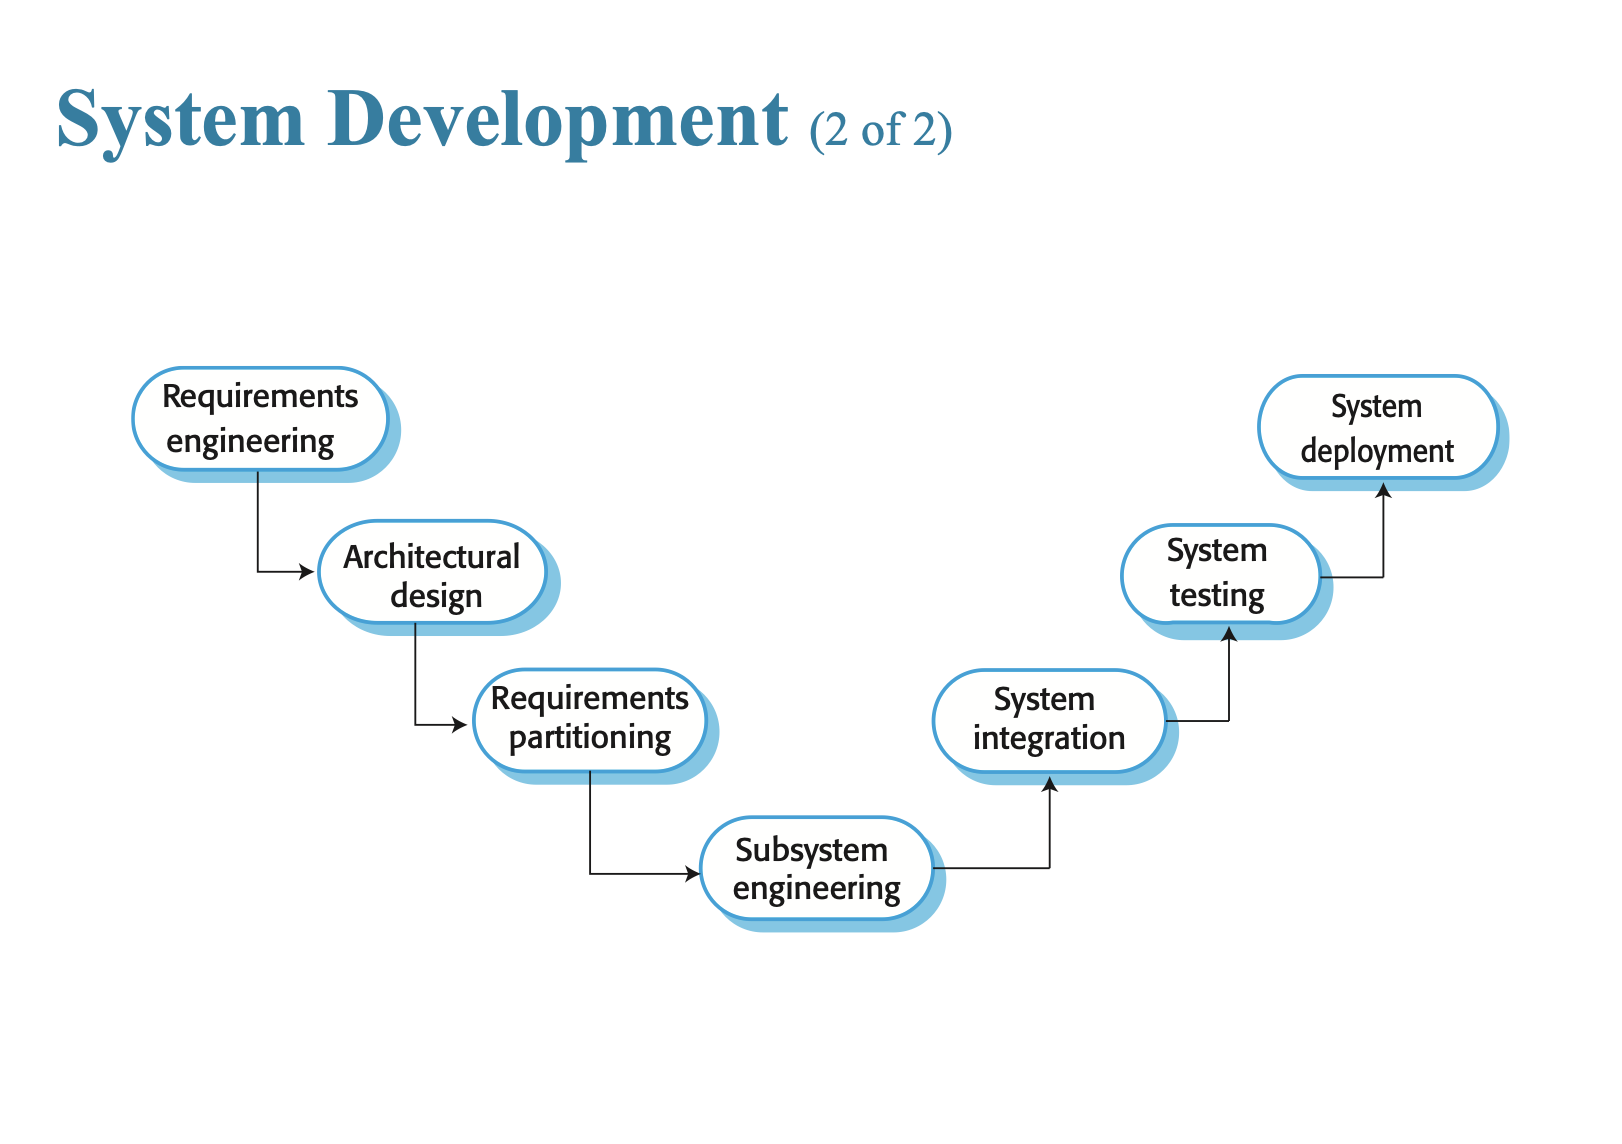 System Development (2 of 2)
Requirements
engineering
Architectural
design
Requirements
partitioning
Subsystem
engineering
System
integration
System
testing
System
deployment